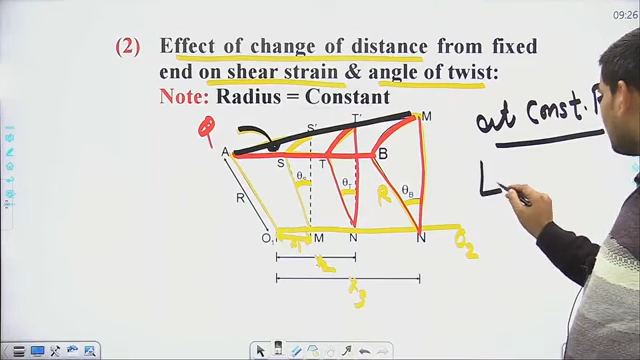 09:26
(2) Effect of change of distance from fixed
end on shear strain & angle of twist:
Note: Radius = Constant
at Const. R
L
φ
A
S
S'
T
T'
B
M
θs
θT
θB
R
R
O₁
M
N
N
O₂
x₁
x₂
x₃